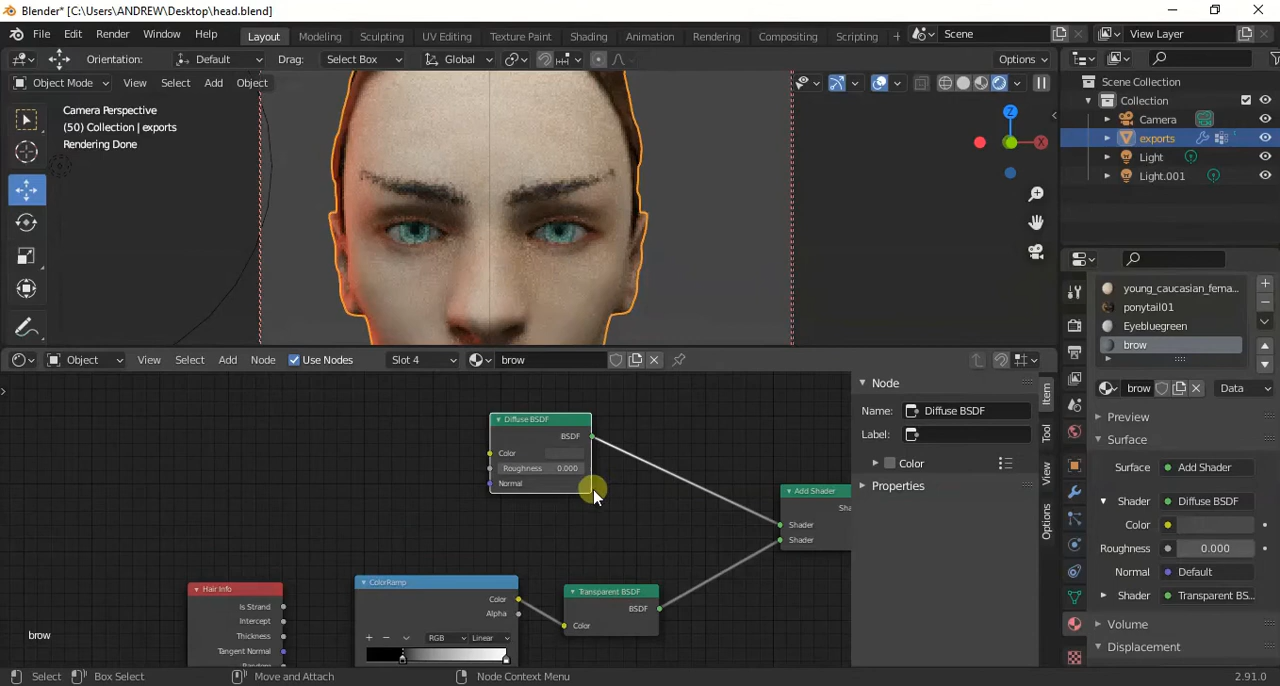 Blender* [C:\Users\ANDREW\Desktop\head.blend]
File Edit Render Window Help Layout Modeling Sculpting UV Editing Texture Paint Shading Animation Rendering Compositing Scripting + Scene View Layer
Orientation: Default Drag: Select Box Global Options
Object Mode View Select Add Object
Camera Perspective
(50) Collection | exports
Rendering Done
Z
X
Scene Collection
Collection
Camera
exports
Light
Light.001
young_caucasian_fema...
ponytail01
Eyebluegreen
brow
Object View Select Add Node Use Nodes Slot 4 brow
brow Data
Preview
Surface
Surface Add Shader
Shader: Diffuse BSDF
Color
Roughness 0.000
Normal Default
Shader: Transparent BS...
Volume
Displacement
Diffuse BSDF
BSDF
Color
Roughness 0.000
Normal
Add Shader
Sha
Shader
Shader
Hair Info
Is Strand
Intercept
Thickness
Tangent Normal
Random
ColorRamp
Color
Alpha
RGB Linear
Transparent BSDF
BSDF
Color
Node
Name: Diffuse BSDF
Label:
Color
Properties
Item
Tool
View
Options
brow
Select Box Select Move and Attach Node Context Menu 2.91.0